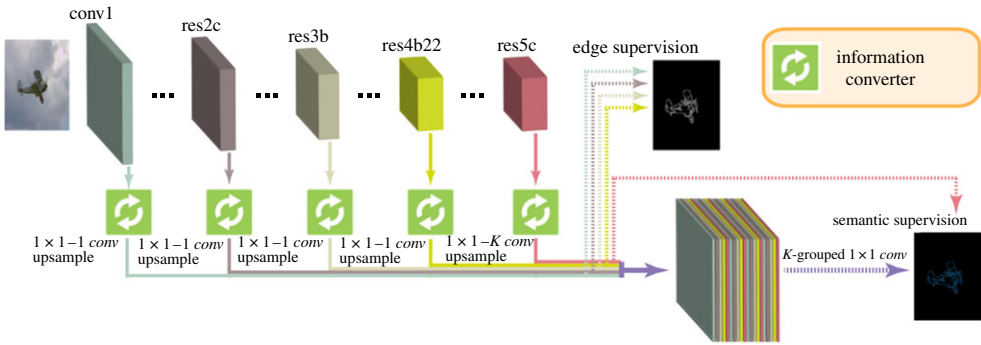 conv1
res2c
res3b
res4b22
res5c
edge supervision
information
converter
1 × 1–1 conv
upsample
1 × 1–1 conv
upsample
1 × 1–1 conv
upsample
1 × 1–1 conv
upsample
1 × 1–K conv
upsample
semantic supervision
K-grouped 1×1 conv